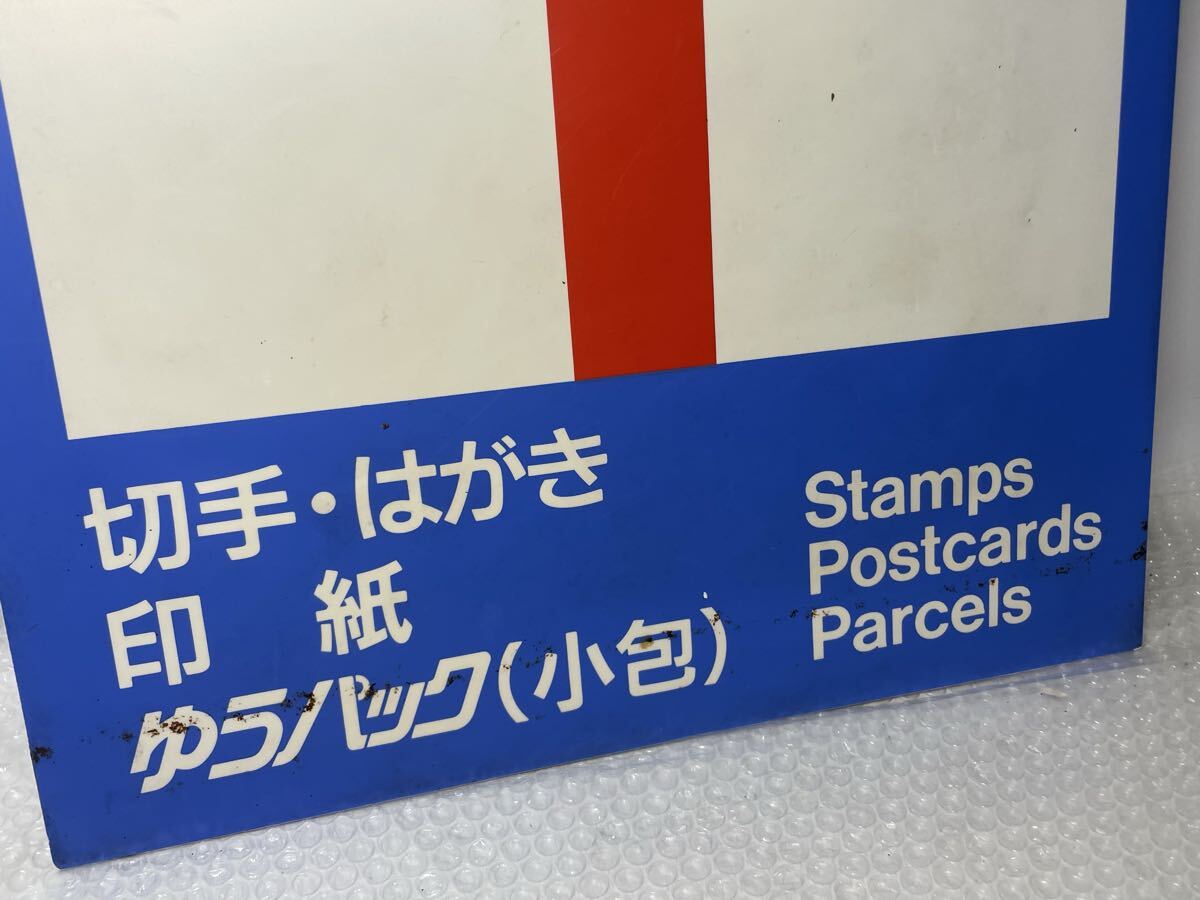 切手・はがき
印紙
ゆうパック(小包)
Stamps
Postcards
Parcels